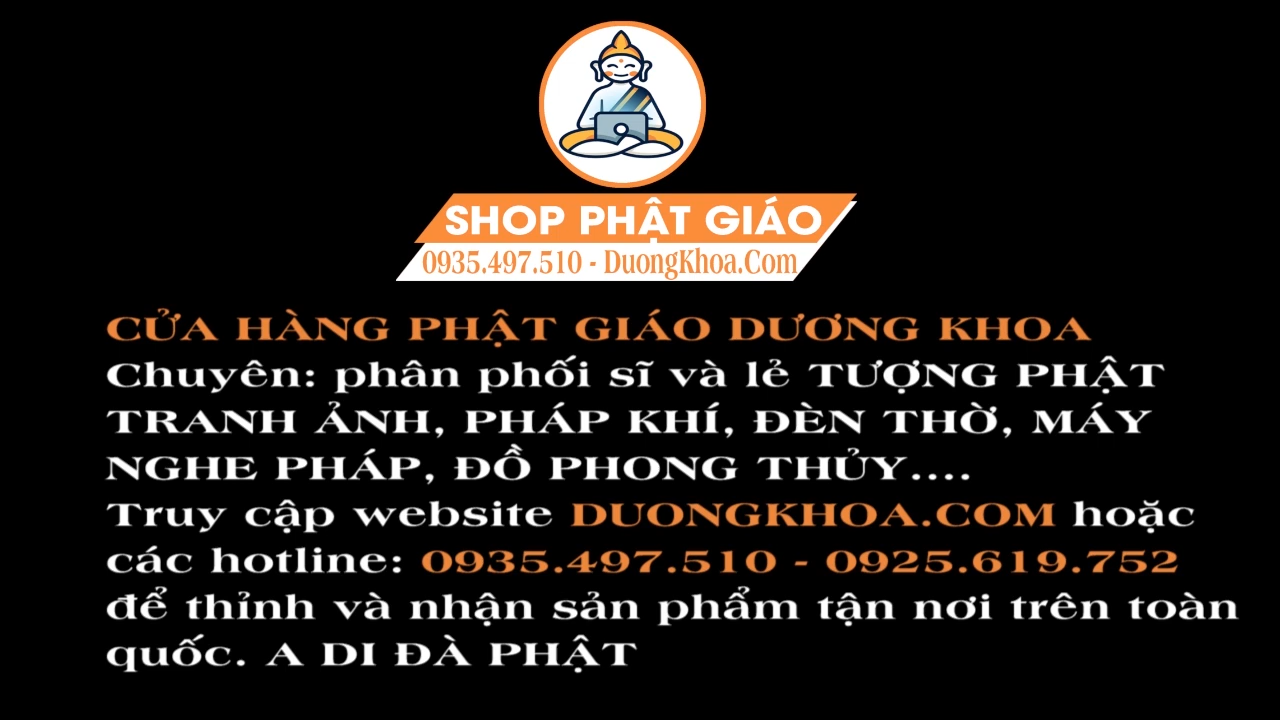 SHOP PHẬT GIÁO
0935.497.510 - DuongKhoa.Com
CỬA HÀNG PHẬT GIÁO DƯƠNG KHOA
Chuyên: phân phối sĩ và lẻ TƯỢNG PHẬT
TRANH ẢNH, PHÁP KHÍ, ĐÈN THỜ, MÁY
NGHE PHÁP, ĐỒ PHONG THỦY....
Truy cập website DUONGKHOA.COM hoặc
các hotline: 0935.497.510 - 0925.619.752
để thỉnh và nhận sản phẩm tận nơi trên toàn
quốc. A DI ĐÀ PHẬT